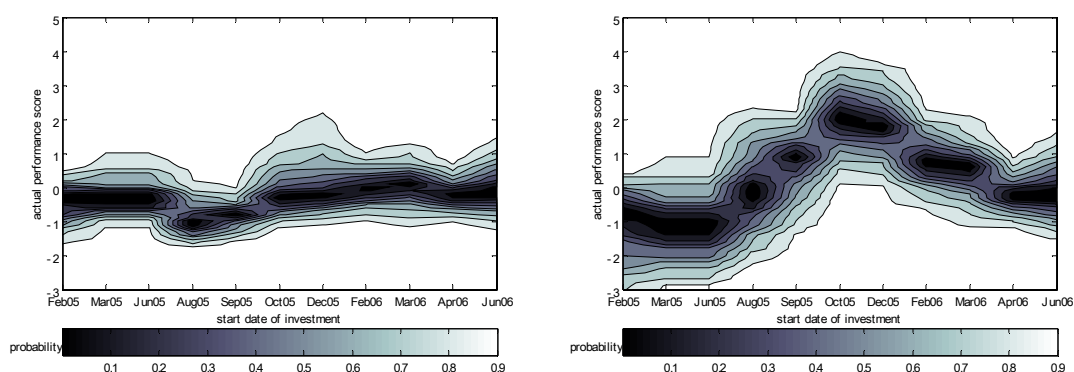 5
4
3
2
1
0
-1
-2
-3
actual performance score
Feb05 Mar05 Jun05 Aug05 Sep05 Oct05 Dec05 Feb06 Mar06 Apr06 Jun06
start date of investment
probability
0.1 0.2 0.3 0.4 0.5 0.6 0.7 0.8 0.9
5
4
3
2
1
0
-1
-2
-3
actual performance score
Feb05 Mar05 Jun05 Aug05 Sep05 Oct05 Dec05 Feb06 Mar06 Apr06 Jun06
start date of investment
probability
0.1 0.2 0.3 0.4 0.5 0.6 0.7 0.8 0.9